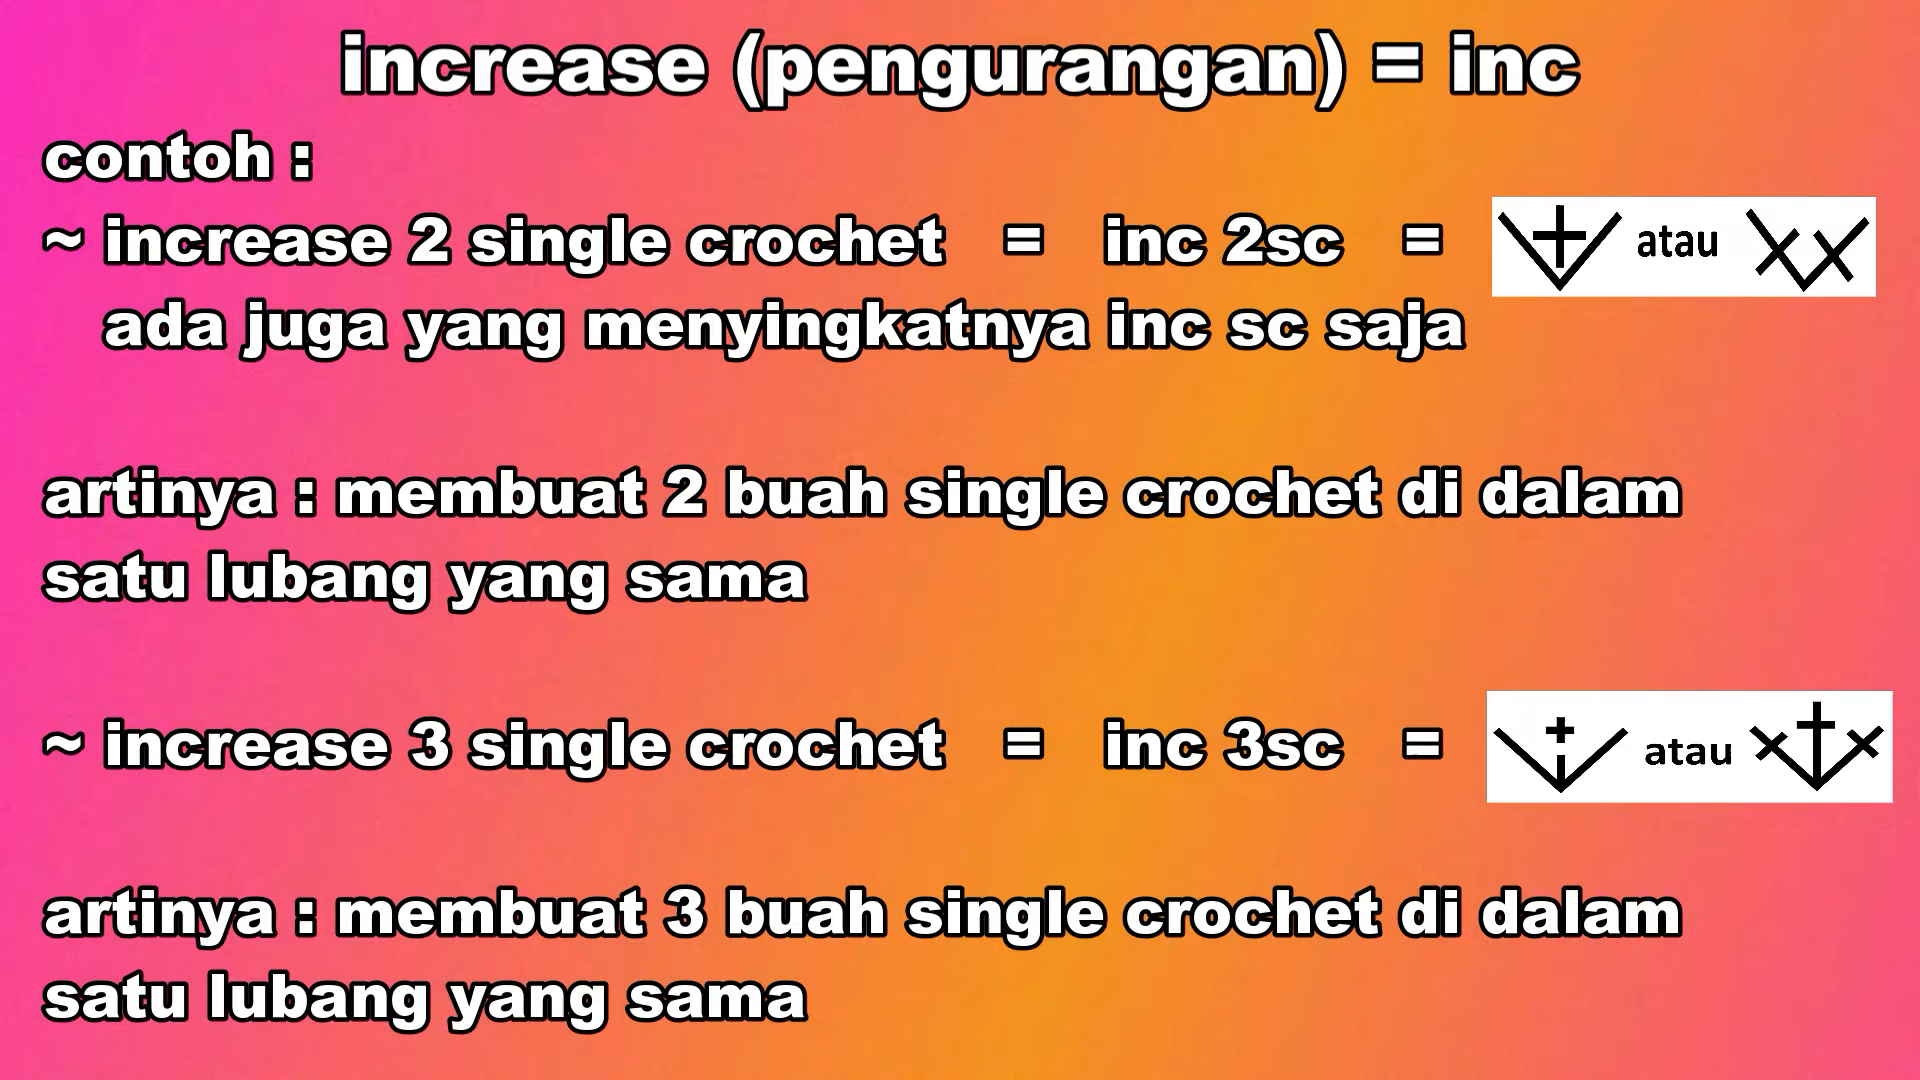 increase (pengurangan) = inc
contoh :
~ increase 2 single crochet = inc 2sc = atau
ada juga yang menyingkatnya inc sc saja
artinya : membuat 2 buah single crochet di dalam
satu lubang yang sama
~ increase 3 single crochet = inc 3sc = atau
artinya : membuat 3 buah single crochet di dalam
satu lubang yang sama